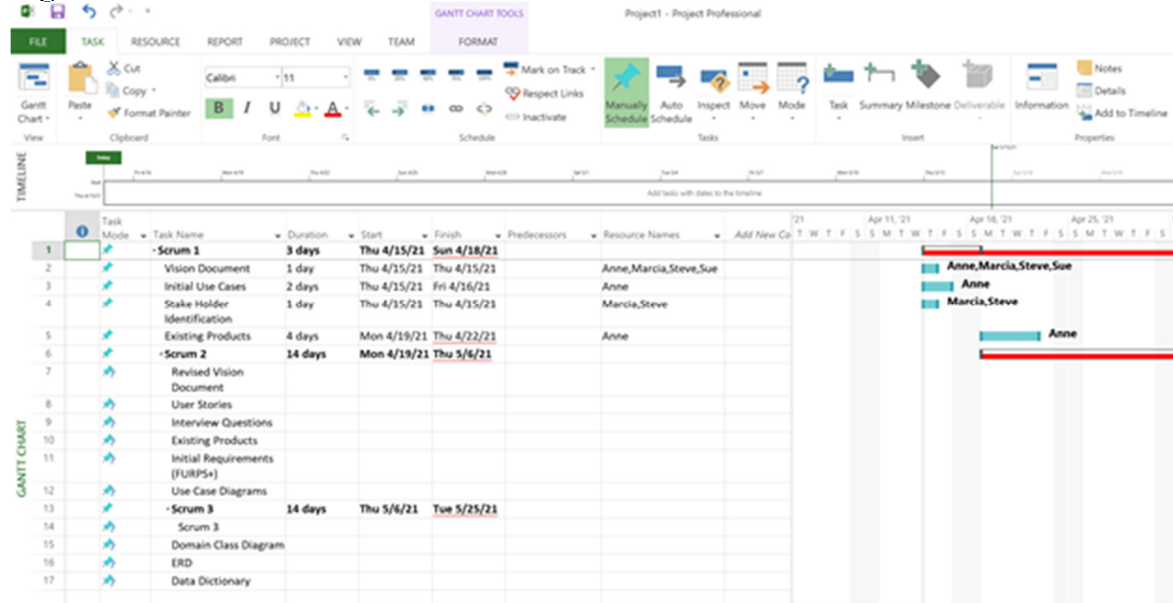 GANTT CHART TOOLS
Project1 - Project Professional
FILE TASK RESOURCE REPORT PROJECT VIEW TEAM FORMAT
Gantt Chart
View
Paste
Cut
Copy
Format Painter
Clipboard
Calibri 11
B I U A
Font
Mark on Track
Respect Links
Inactivate
Schedule
Manually Schedule
Auto Schedule
Inspect
Move
Mode
Tasks
Task
Summary
Milestone
Deliverable
Insert
Information
Notes
Details
Add to Timeline
Properties
TIMELINE
Today
Start
Add tasks with dates to the timeline
GANTT CHART
Task Mode Task Name Duration Start Finish Predecessors Resource Names Add New Co
'21 Apr 11, '21 Apr 18, '21 Apr 25, '21
T W T F S S M T W T F S S M T W T F S S M T W T F S
1 Scrum 1 3 days Thu 4/15/21 Sun 4/18/21
2 Vision Document 1 day Thu 4/15/21 Thu 4/15/21 Anne,Marcia,Steve,Sue Anne,Marcia,Steve,Sue
3 Initial Use Cases 2 days Thu 4/15/21 Fri 4/16/21 Anne Anne
4 Stake Holder 1 day Thu 4/15/21 Thu 4/15/21 Marcia,Steve Marcia,Steve
Identification
5 Existing Products 4 days Mon 4/19/21 Thu 4/22/21 Anne Anne
6 Scrum 2 14 days Mon 4/19/21 Thu 5/6/21
7 Revised Vision
Document
8 User Stories
9 Interview Questions
10 Existing Products
11 Initial Requirements
(FURPS+)
12 Use Case Diagrams
13 Scrum 3 14 days Thu 5/6/21 Tue 5/25/21
14 Scrum 3
15 Domain Class Diagram
16 ERD
17 Data Dictionary